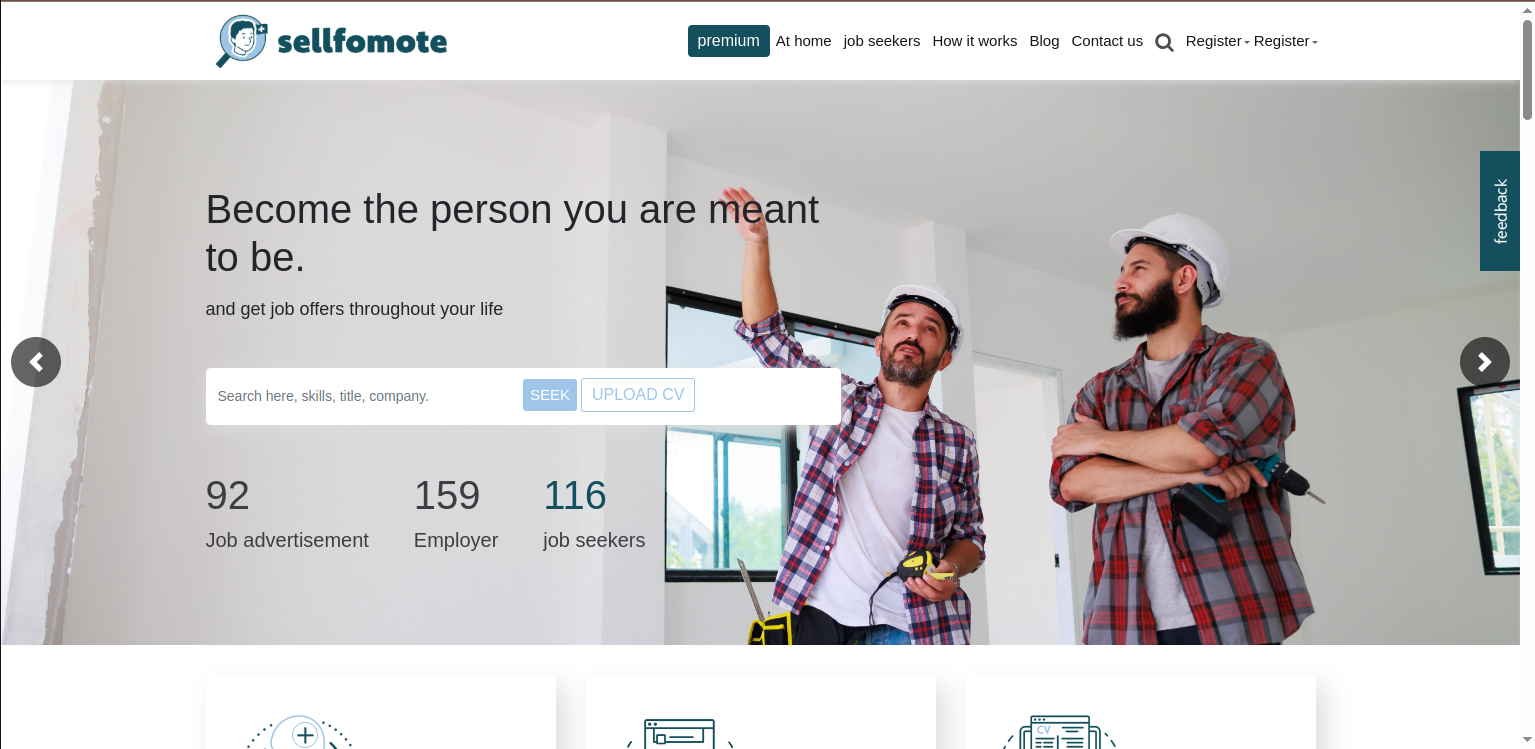 sellfomote
premium At home job seekers How it works Blog Contact us Register Register
feedback
Become the person you are meant
to be.
and get job offers throughout your life
Search here, skills, title, company. SEEK UPLOAD CV
92 159 116
Job advertisement Employer job seekers
CV